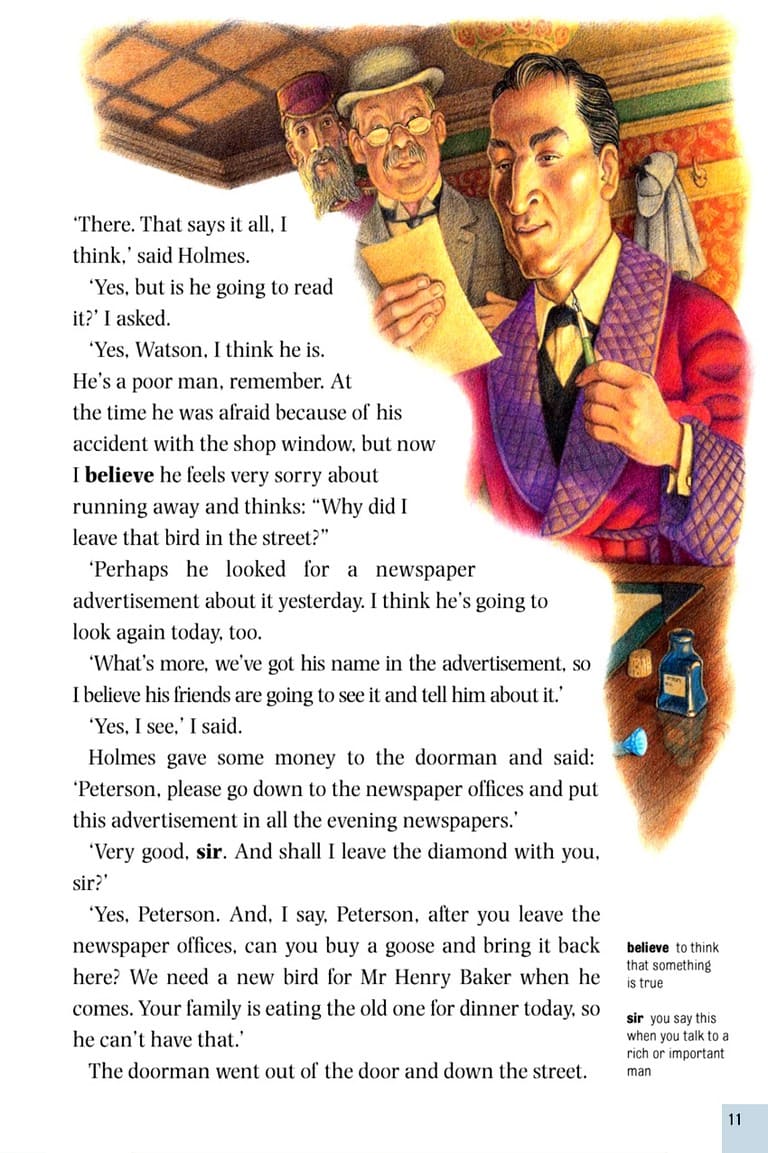 ‘There. That says it all, I
think,’ said Holmes.
‘Yes, but is he going to read
it?’ I asked.
‘Yes, Watson, I think he is.
He’s a poor man, remember. At
the time he was afraid because of his
accident with the shop window, but now
I believe he feels very sorry about
running away and thinks: “Why did I
leave that bird in the street?”
‘Perhaps he looked for a newspaper
advertisement about it yesterday. I think he’s going to
look again today, too.
‘What’s more, we’ve got his name in the advertisement, so
I believe his friends are going to see it and tell him about it.’
‘Yes, I see,’ I said.
Holmes gave some money to the doorman and said:
‘Peterson, please go down to the newspaper offices and put
this advertisement in all the evening newspapers.’
‘Very good, sir. And shall I leave the diamond with you,
sir?’
‘Yes, Peterson. And, I say, Peterson, after you leave the
newspaper offices, can you buy a goose and bring it back
here? We need a new bird for Mr Henry Baker when he
comes. Your family is eating the old one for dinner today, so
he can’t have that.’
The doorman went out of the door and down the street.
believe to think
that something
is true
sir you say this
when you talk to a
rich or important
man
11